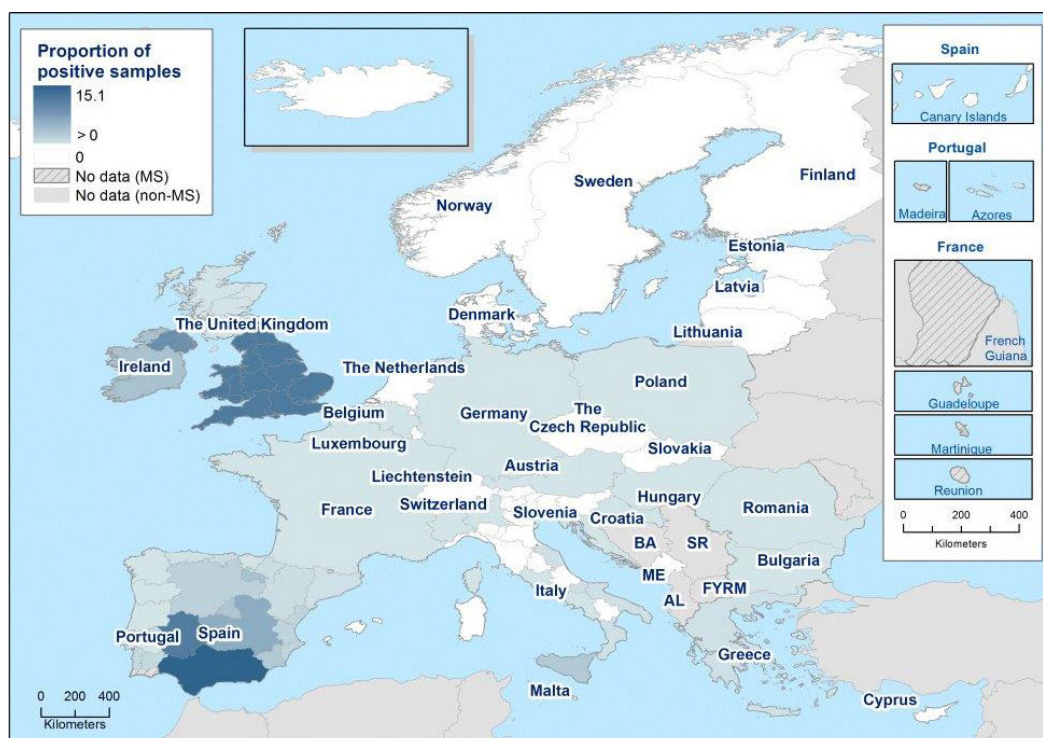 Proportion of
positive samples
15.1
> 0
0
No data (MS)
No data (non-MS)
Norway
Sweden
Finland
Estonia
Latvia
Lithuania
Denmark
The United Kingdom
Ireland
The Netherlands
Poland
Belgium
Germany
The
Czech Republic
Luxembourg
Slovakia
Liechtenstein
Austria
France
Switzerland
Slovenia
Hungary
Romania
Croatia
BA
SR
Bulgaria
ME
Italy
AL
FYRM
Portugal
Spain
Greece
Malta
Cyprus
0 200 400
Kilometers
Spain
Canary Islands
Portugal
Madeira
Azores
France
French
Guiana
Guadeloupe
Martinique
Reunion
0 200 400
Kilometers